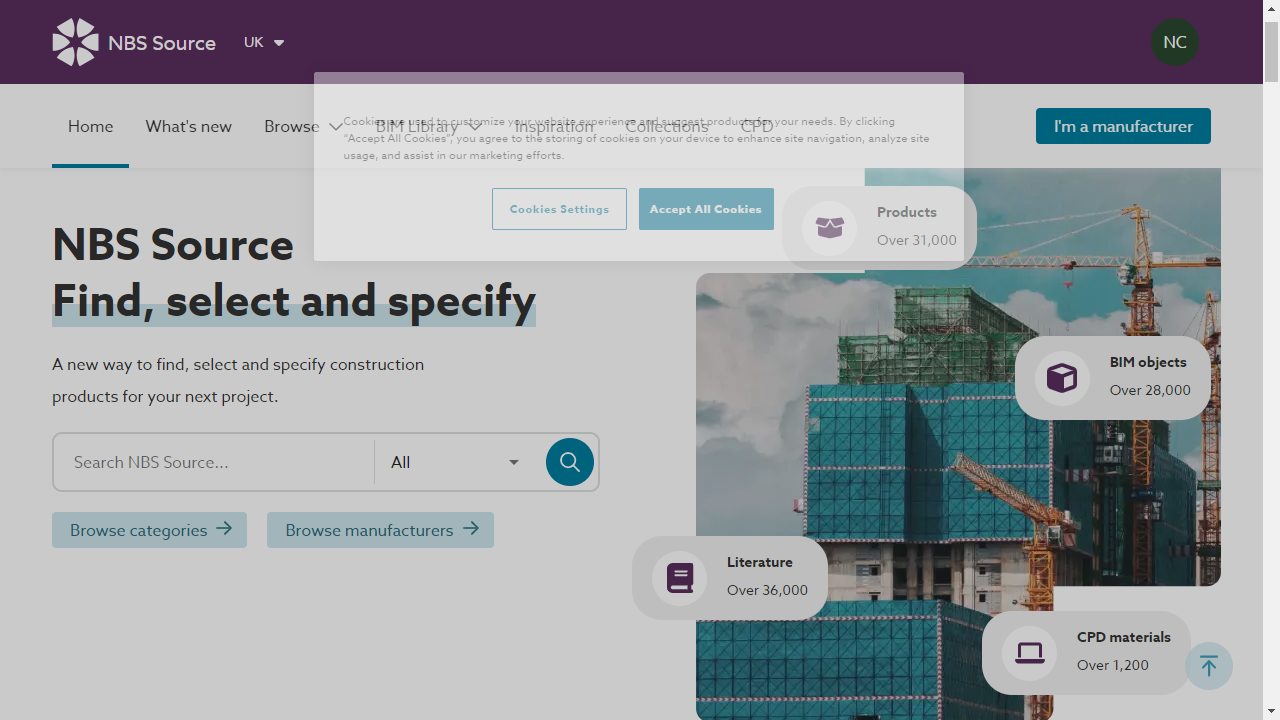 NBS Source
UK
NC
Home
What's new
Browse
BIM Library
Inspiration
Collections
CPD
I'm a manufacturer
Cookies are used to customize your website experience and suggest products for your needs. By clicking
“Accept All Cookies”, you agree to the storing of cookies on your device to enhance site navigation, analyze site
usage, and assist in our marketing efforts.
Cookies Settings
Accept All Cookies
Products
Over 31,000
NBS Source
Find, select and specify
A new way to find, select and specify construction
products for your next project.
BIM objects
Over 28,000
Search NBS Source...
All
Browse categories
Browse manufacturers
Literature
Over 36,000
CPD materials
Over 1,200